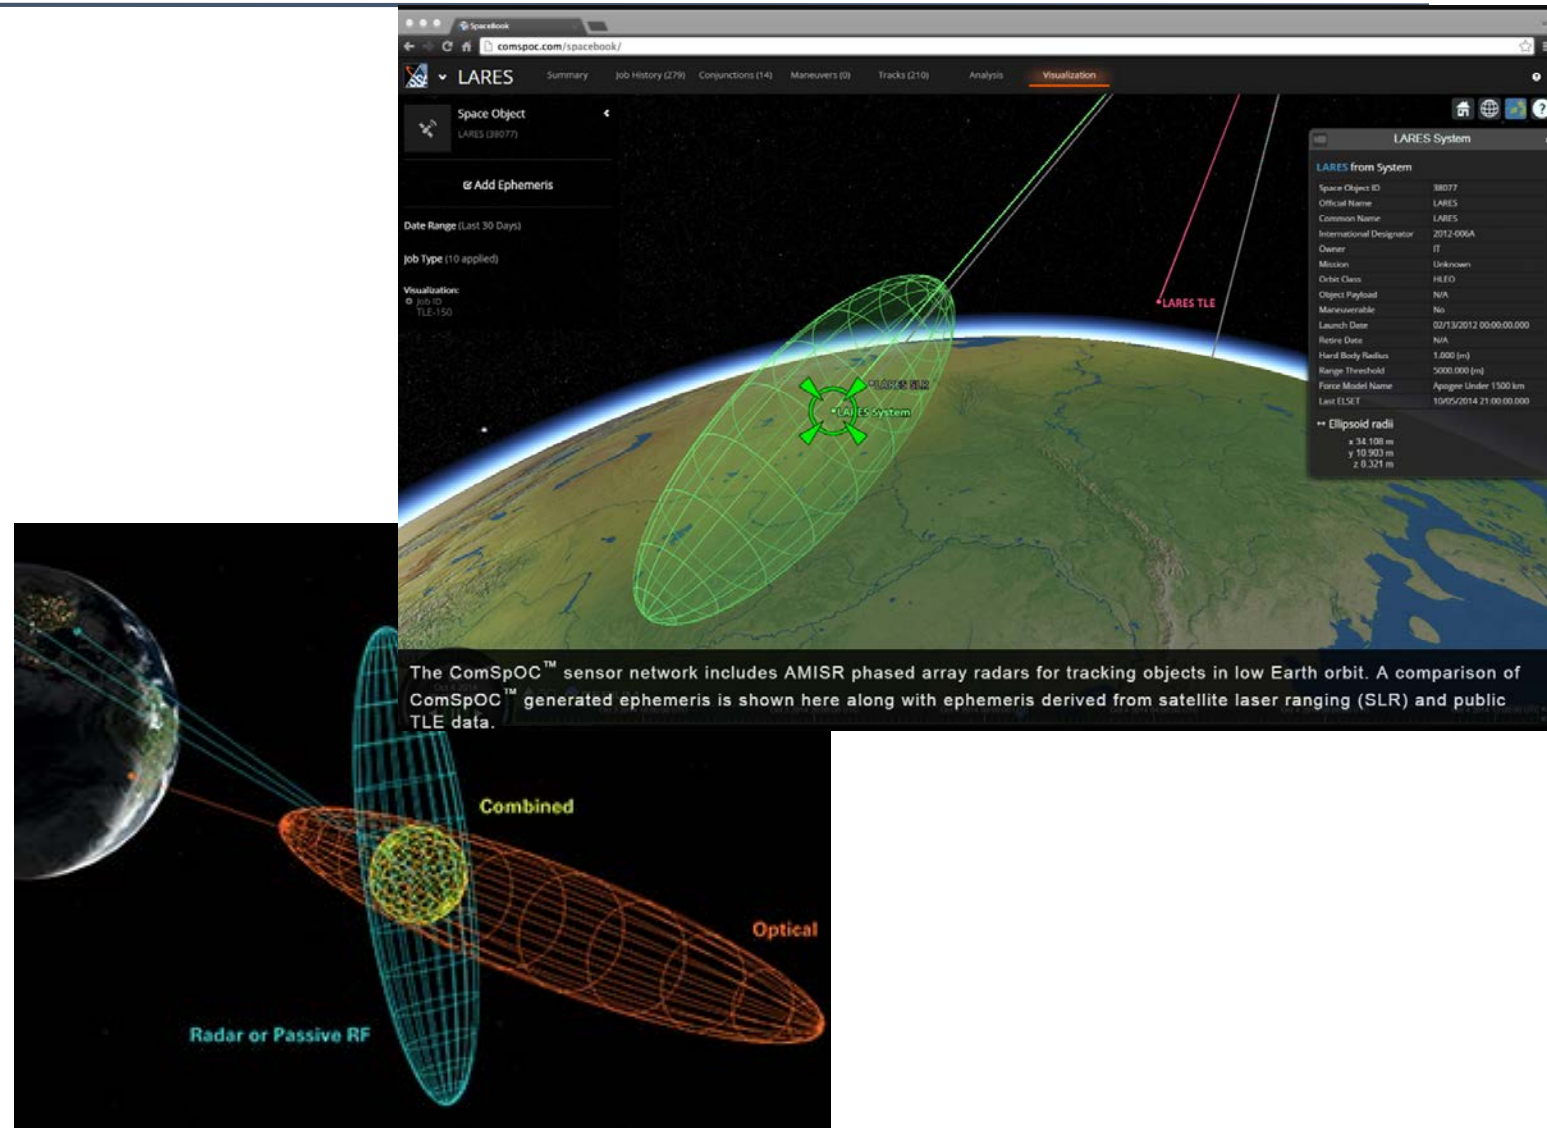 SpaceBook
comspoc.com/spacebook/
LARES
Summary
Job History (279)
Conjunctions (14)
Maneuvers (0)
Tracks (210)
Analysis
Visualization
Space Object
LARES (38077)
Add Ephemeris
Date Range (Last 30 Days)
Job Type (10 applied)
Visualization:
Job ID
TLE-150
LARES TLE
LARES SLR
LARES System
LARES System
LARES from System
Space Object ID 38077
Official Name LARES
Common Name LARES
International Designator 2012-006A
Owner IT
Mission Unknown
Orbit Class HLEO
Object Payload N/A
Maneuverable No
Launch Date 02/13/2012 00:00:00.000
Retire Date N/A
Hard Body Radius 1.000 (m)
Range Threshold 5000.000 (m)
Force Model Name Apogee Under 1500 km
Last ELSET 10/05/2014 21:00:00.000
Ellipsoid radii
x 34.108 m
y 10.903 m
z 8.321 m
The ComSpOC™ sensor network includes AMISR phased array radars for tracking objects in low Earth orbit. A comparison of
ComSpOC™ generated ephemeris is shown here along with ephemeris derived from satellite laser ranging (SLR) and public
TLE data.
Combined
Optical
Radar or Passive RF